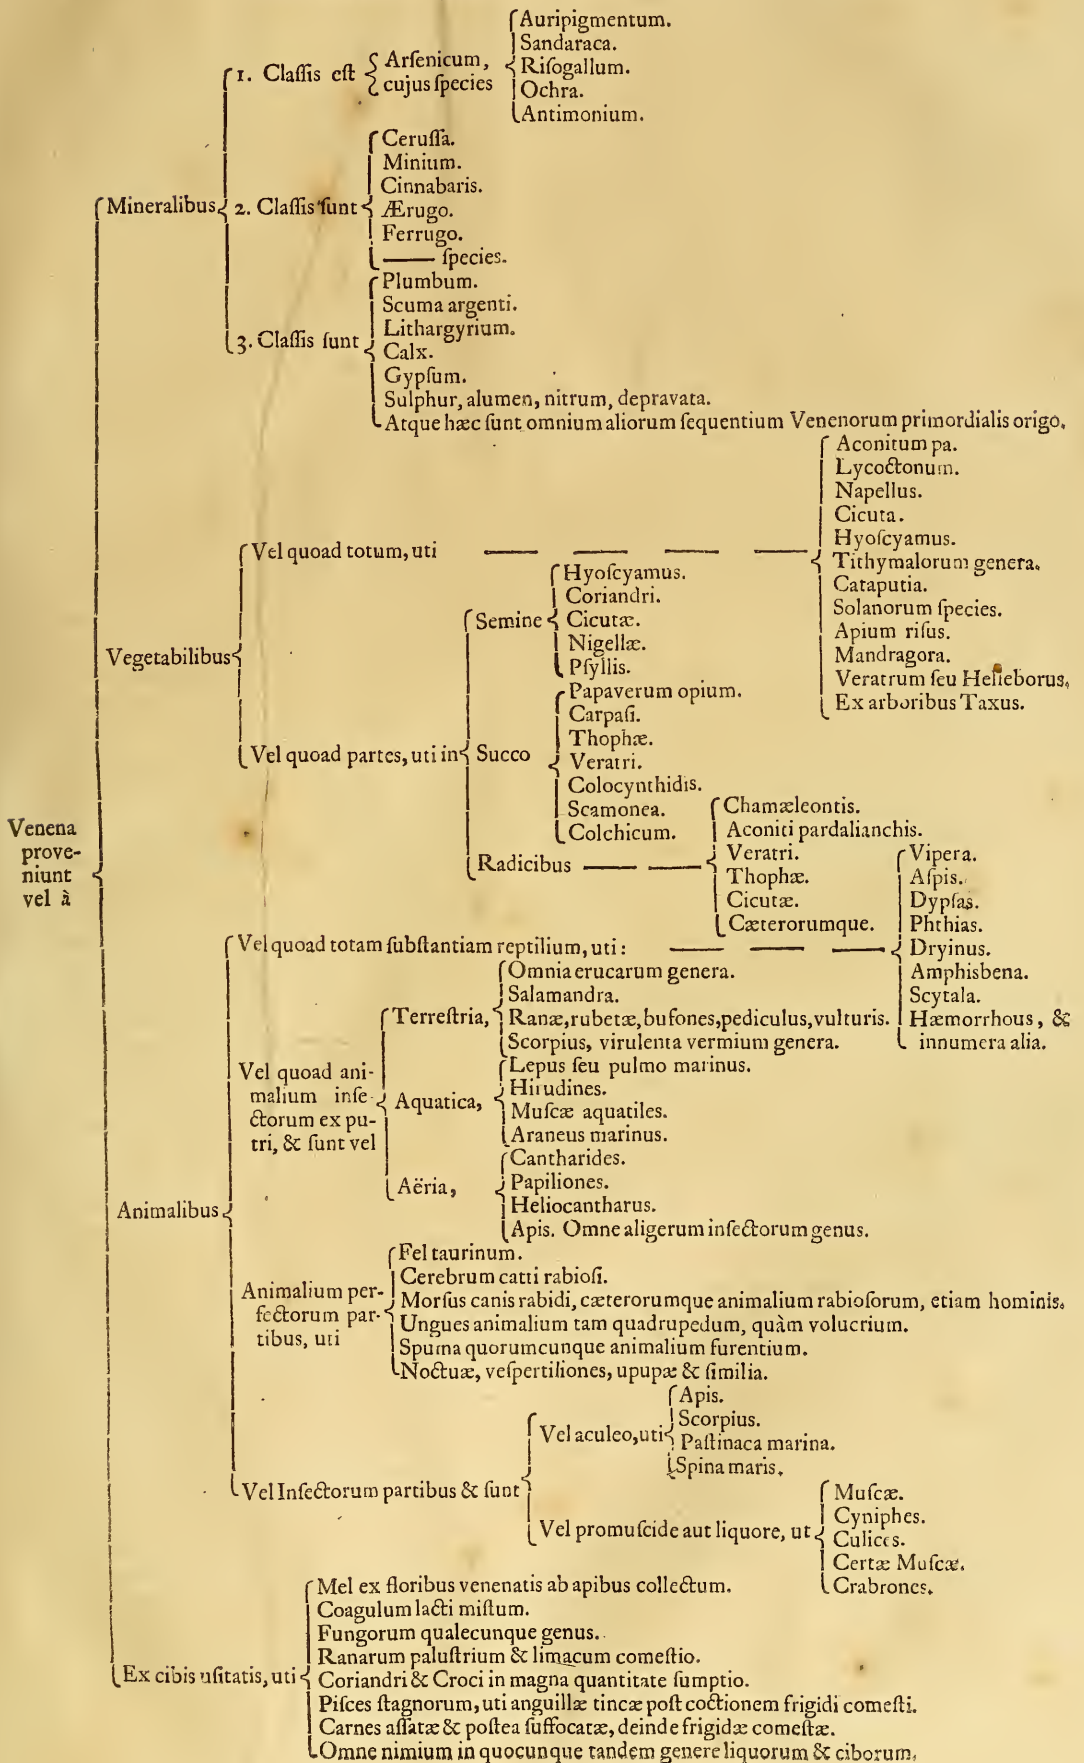 Venena
prove-
niunt
vel à
Mineralibus
1. Claſſis eſt
Arſenicum,
cujus ſpecies
Auripigmentum.
Sandaraca.
Riſogallum.
Ochra.
Antimonium.
2. Claſſis ſunt
Ceruſſa.
Minium.
Cinnabaris.
Ærugo.
Ferrugo.
—— ſpecies.
3. Claſſis ſunt
Plumbum.
Scuma argenti.
Lithargyrium.
Calx.
Gypſum.
Sulphur, alumen, nitrum, depravata.
Atque hæc ſunt omnium aliorum ſequentium Venenorum primordialis origo.
Vegetabilibus
Vel quoad totum, uti — — — —
Aconitum pa.
Lycoctonum.
Napellus.
Cicuta.
Hyoſcyamus.
Tithymalorum genera.
Cataputia.
Solanorum ſpecies.
Apium riſus.
Mandragora.
Veratrum ſeu Helleborus.
Ex arboribus Taxus.
Vel quoad partes, uti in
Semine
Hyoſcyamus.
Coriandri.
Cicutæ.
Nigellæ.
Pſyllis.
Succo
Papaverum opium.
Carpaſi.
Thophæ.
Veratri.
Colocynthidis.
Scamonea.
Colchicum.
Radicibus — — —
Chamæleontis.
Aconiti pardalianchis.
Veratri.
Thophæ.
Cicutæ.
Cæterorumque.
Animalibus
Vel quoad totam ſubſtantiam reptilium, uti: — — — —
Vipera.
Aſpis.
Dypſas.
Phthias.
Dryinus.
Amphisbena.
Scytala.
Hæmorrhous, &
innumera alia.
Vel quoad ani-
malium inſe-
ctorum ex pu-
tri, & ſunt vel
Terreſtria,
Omnia erucarum genera.
Salamandra.
Ranæ, rubetæ, bufones, pediculus, vulturis.
Scorpius, virulenta vermium genera.
Aquatica,
Lepus ſeu pulmo marinus.
Hirudines.
Muſcæ aquatiles.
Araneus marinus.
Aëria,
Cantharides.
Papiliones.
Heliocantharus.
Apis. Omne aligerum inſectorum genus.
Animalium per-
fectorum par-
tibus, uti
Fel taurinum.
Cerebrum catti rabioſi.
Morſus canis rabidi, cæterorumque animalium rabioſorum, etiam hominis.
Ungues animalium tam quadrupedum, quàm volucrium.
Spuma quorumcunque animalium furentium.
Noctuæ, veſpertiliones, upupæ & ſimilia.
Vel Inſectorum partibus & ſunt
Vel aculeo, uti
Apis.
Scorpius.
Paſtinaca marina.
Spina maris.
Vel promuſcide aut liquore, ut
Muſcæ.
Cyniphes.
Culices.
Certæ Muſcæ.
Crabrones.
Ex cibis uſitatis, uti
Mel ex floribus venenatis ab apibus collectum.
Coagulum lacti miſtum.
Fungorum qualecunque genus.
Ranarum paluſtrium & limacum comeſtio.
Coriandri & Croci in magna quantitate ſumptio.
Piſces ſtagnorum, uti anguillæ tincæ poſt coctionem frigidi comeſti.
Carnes aſſatæ & poſtea ſuffocatæ, deinde frigidæ comeſtæ.
Omne nimium in quocunque tandem genere liquorum & ciborum.